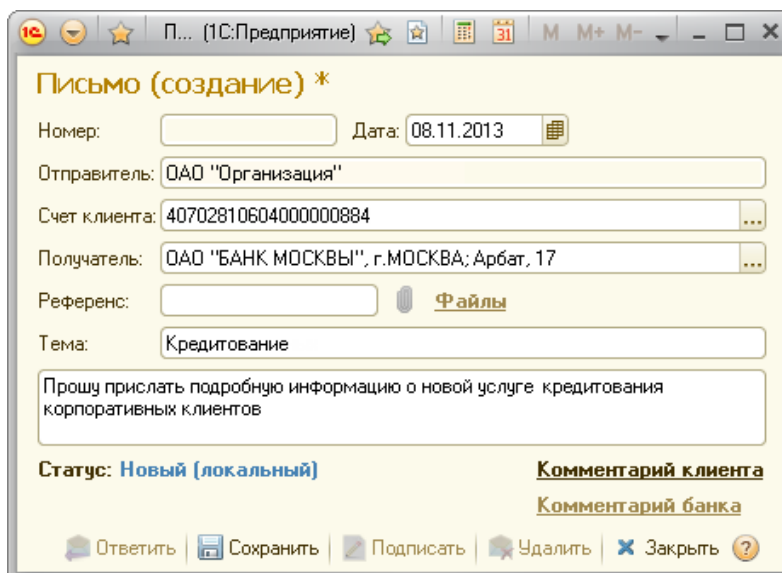 1С П... (1С:Предприятие) 31 M M+ M-
Письмо (создание) *
Номер: Дата: 08.11.2013
Отправитель: ОАО "Организация"
Счет клиента: 40702810604000000884 ...
Получатель: ОАО "БАНК МОСКВЫ", г.МОСКВА; Арбат, 17 ...
Референс: Файлы
Тема: Кредитование
Прошу прислать подробную информацию о новой услуге кредитования
корпоративных клиентов
Статус: Новый (локальный) Комментарий клиента
Комментарий банка
Ответить Сохранить Подписать Удалить Закрыть ?